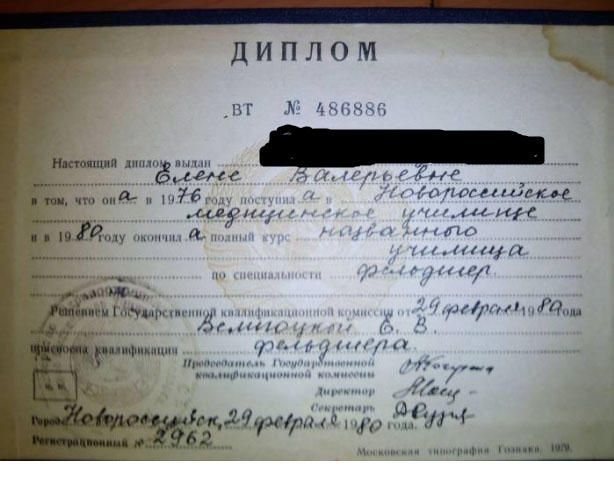 ДИПЛОМ
ВТ № 486886
Настоящий диплом выдан
Елене Валерьевне
в том, что она в 1976 году поступила в Новороссийское
медицинское училище
и в 1980 году окончила полный курс названного
училища
по специальности фельдшер.
Решением Государственной квалификационной комиссии от 29 февраля 1980 года
Е. В.
присвоена квалификация фельдшера.
Председатель Государственной
квалификационной комиссии
Директор
Секретарь
Город Новороссийск, 29 февраля 1980 года.
Регистрационный № 2962
Московская типография Гознака. 1979.